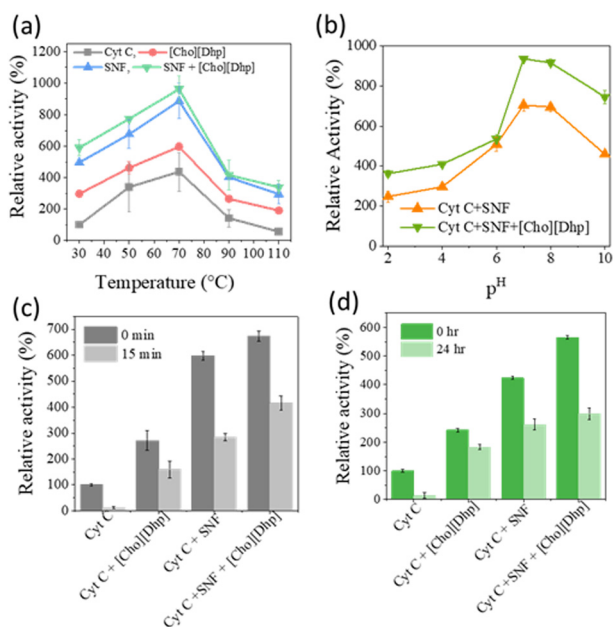 (a)
Relative activity (%)
1200
1000
800
600
400
200
0
Cyt C, [Cho][Dhp]
SNF, SNF + [Cho][Dhp]
30 50 70 90 110
Temperature (°C)
(b)
Relative Activity (%)
1000
800
600
400
200
0
Cyt C+SNF
Cyt C+SNF+[Cho][Dhp]
2 4 6 8 10
pH
(c)
Relative activity (%)
800
700
600
500
400
300
200
100
0
0 min
15 min
Cyt C
Cyt C + [Cho][Dhp]
Cyt C + SNF
Cyt C+SNF + [Cho][Dhp]
(d)
Relative activity (%)
600
500
400
300
200
100
0
0 hr
24 hr
Cyt C
Cyt C + [Cho][Dhp]
Cyt C + SNF
Cyt C+SNF + [Cho][Dhp]